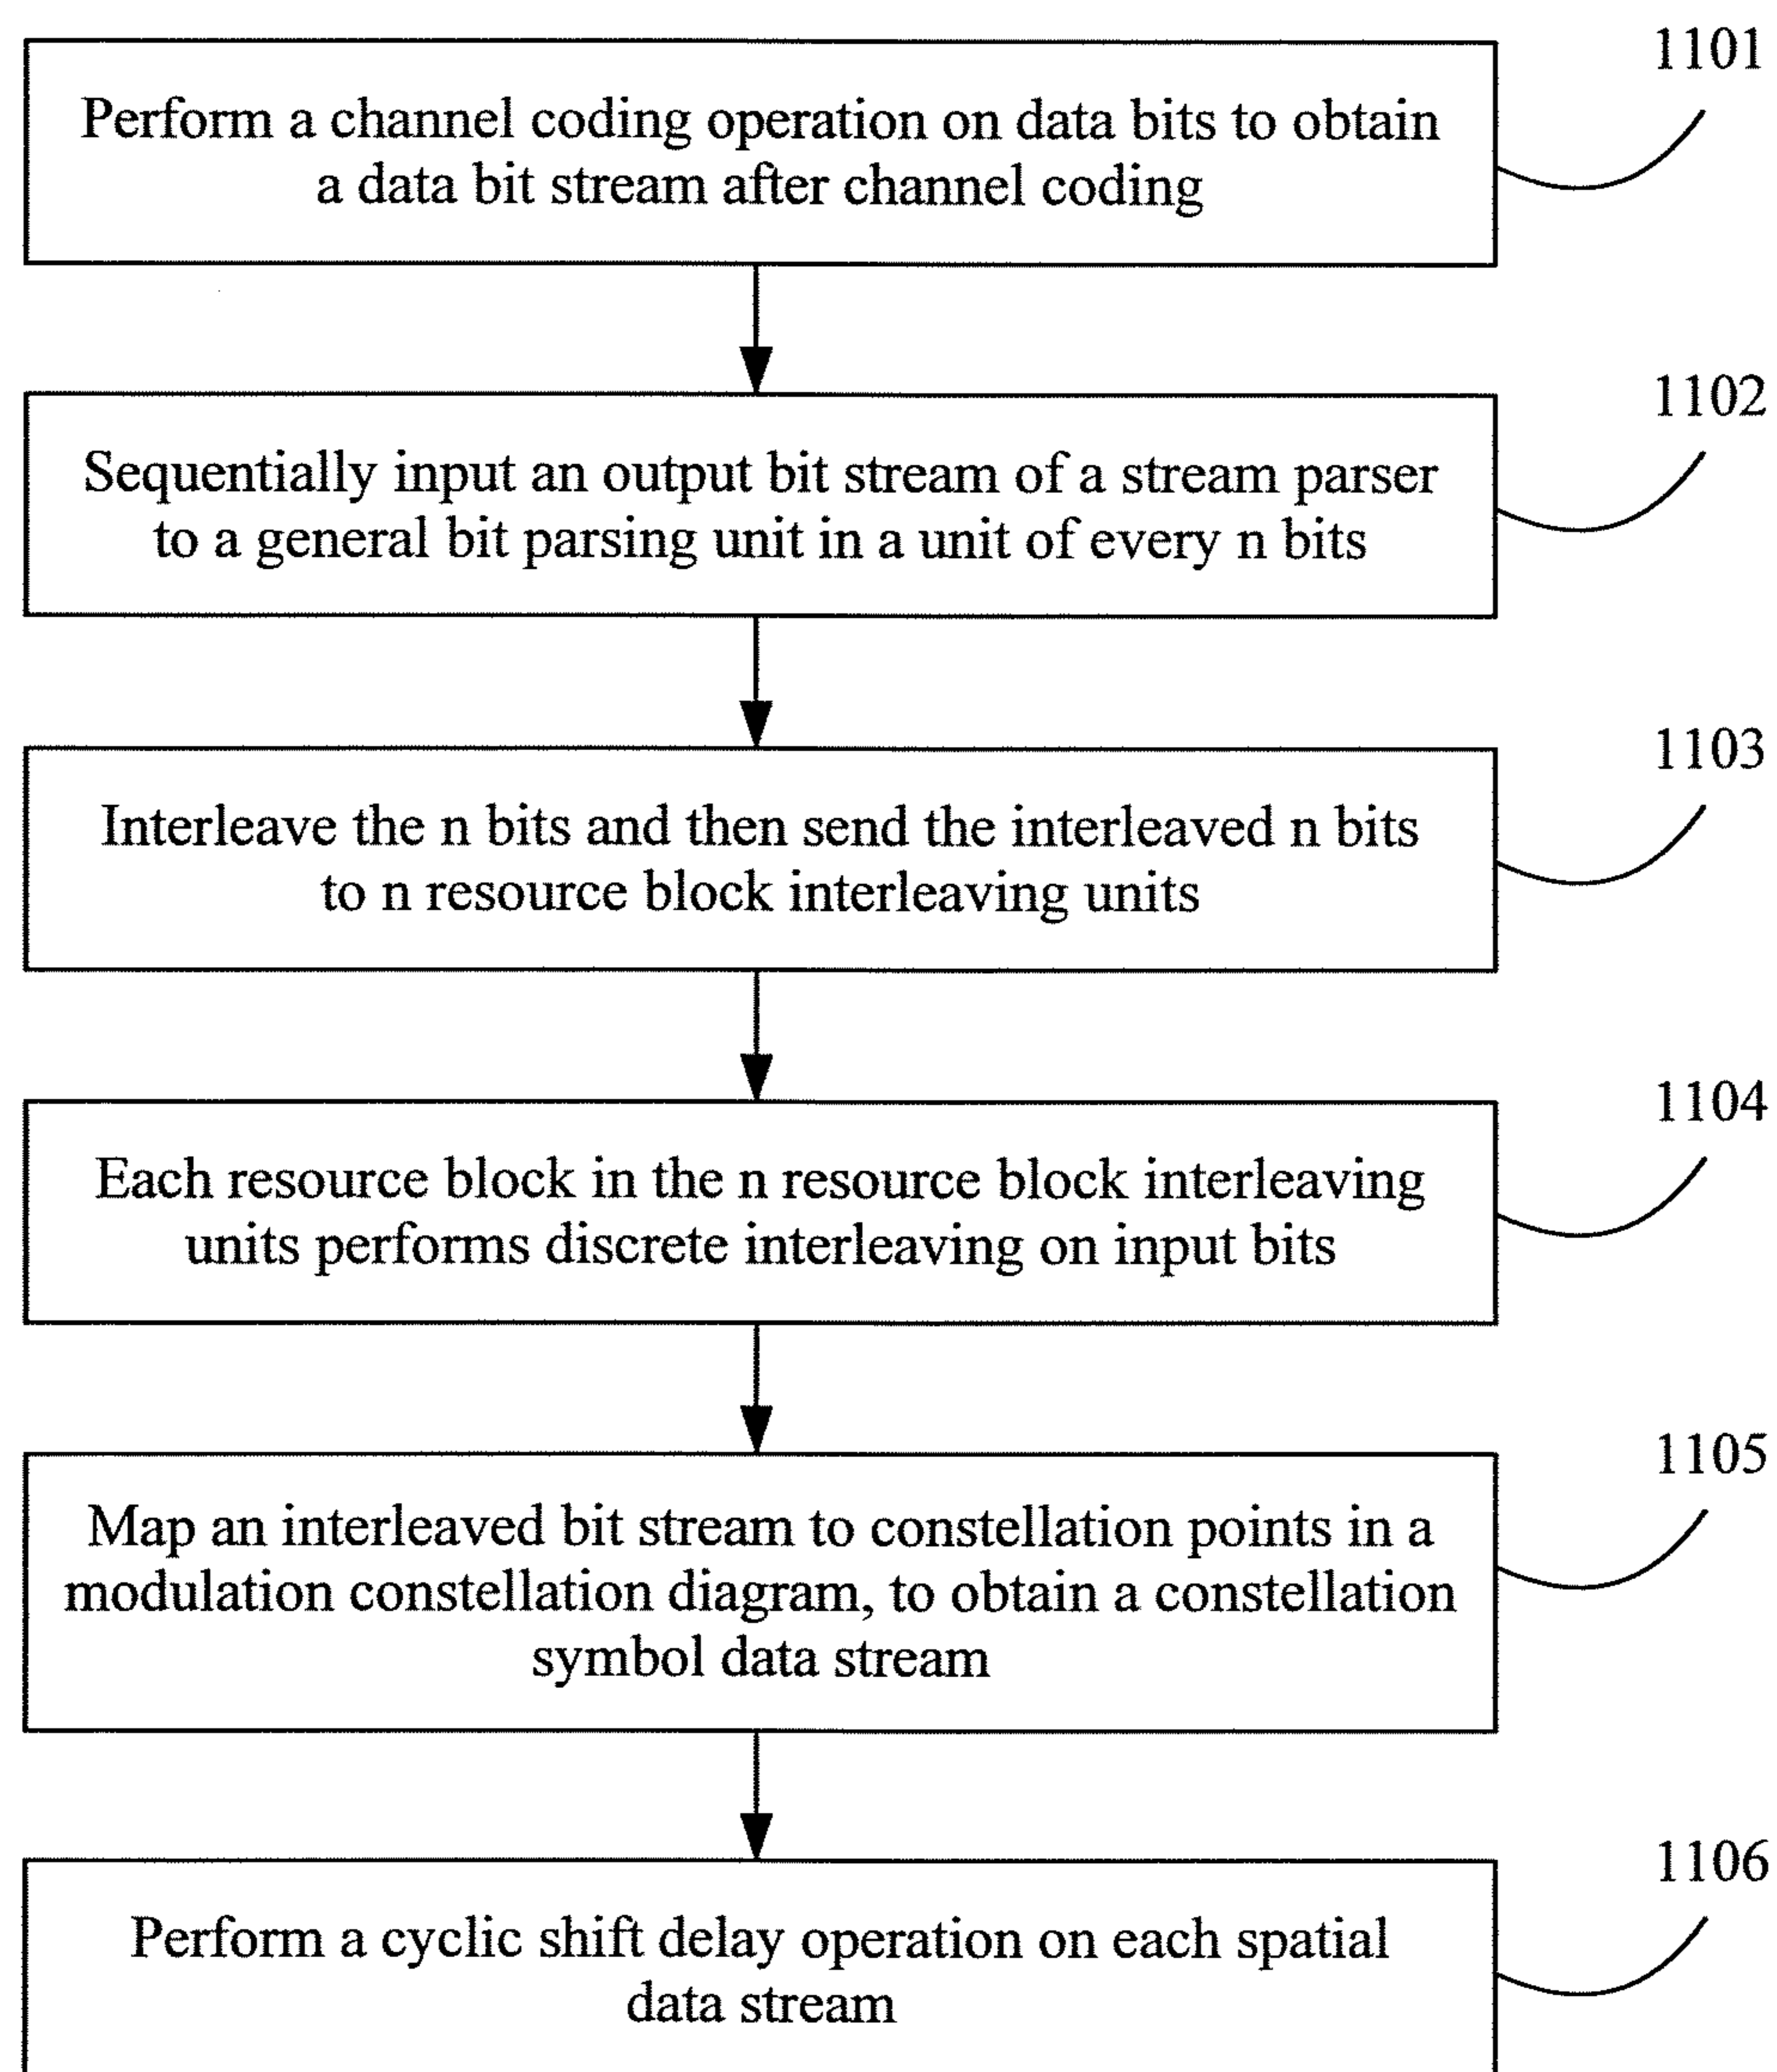 1101
Perform a channel coding operation on data bits to obtain
a data bit stream after channel coding
1102
Sequentially input an output bit stream of a stream parser
to a general bit parsing unit in a unit of every n bits
1103
Interleave the n bits and then send the interleaved n bits
to n resource block interleaving units
1104
Each resource block in the n resource block interleaving
units performs discrete interleaving on input bits
1105
Map an interleaved bit stream to constellation points in a
modulation constellation diagram, to obtain a constellation
symbol data stream
1106
Perform a cyclic shift delay operation on each spatial
data stream